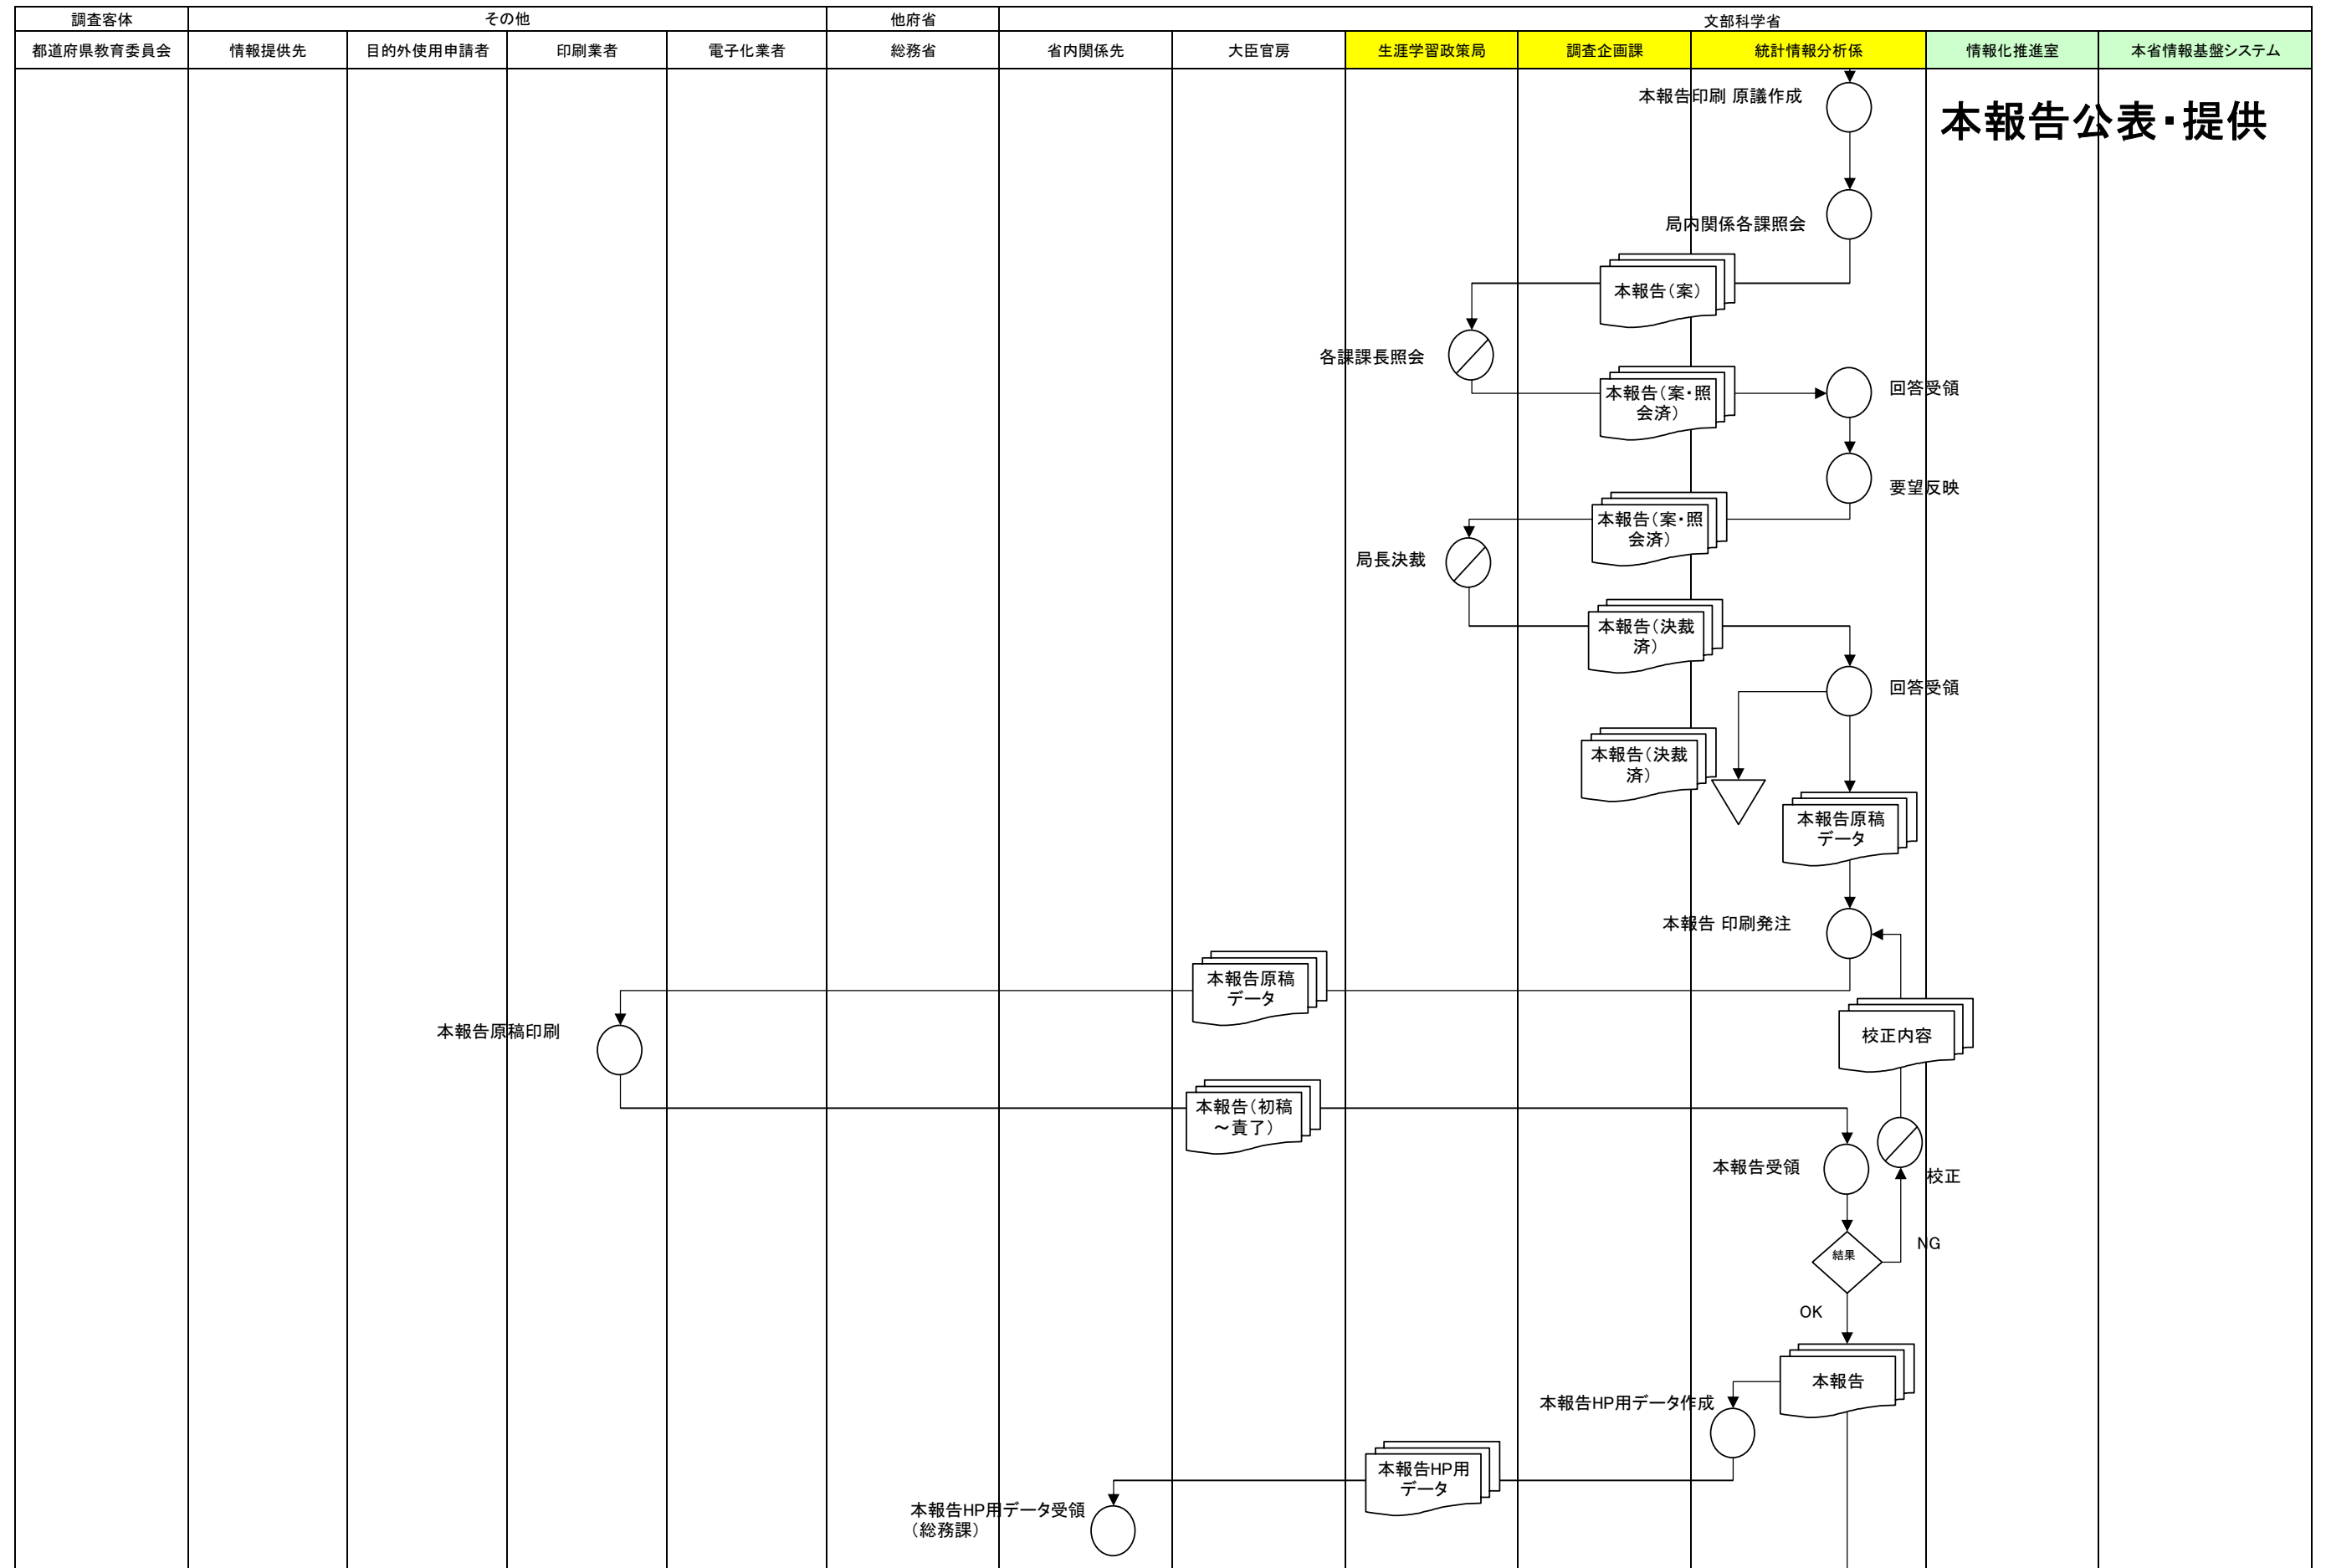 調査客体
その他
他府省
文部科学省
都道府県教育委員会
情報提供先
目的外使用申請者
印刷業者
電子化業者
総務省
省内関係先
大臣官房
生涯学習政策局
調査企画課
統計情報分析係
情報化推進室
本省情報基盤システム
本報告公表・提供
本報告印刷 原議作成
局内関係各課照会
本報告（案）
各課課長照会
本報告（案・照
会済）
回答受領
要望反映
本報告（案・照
会済）
局長決裁
本報告（決裁
済）
回答受領
本報告（決裁
済）
本報告原稿
データ
本報告 印刷発注
本報告原稿
データ
本報告原稿印刷
校正内容
本報告（初稿
～責了）
本報告受領
校正
結果
NG
OK
本報告
本報告HP用データ作成
本報告HP用
データ
本報告HP用データ受領
（総務課）